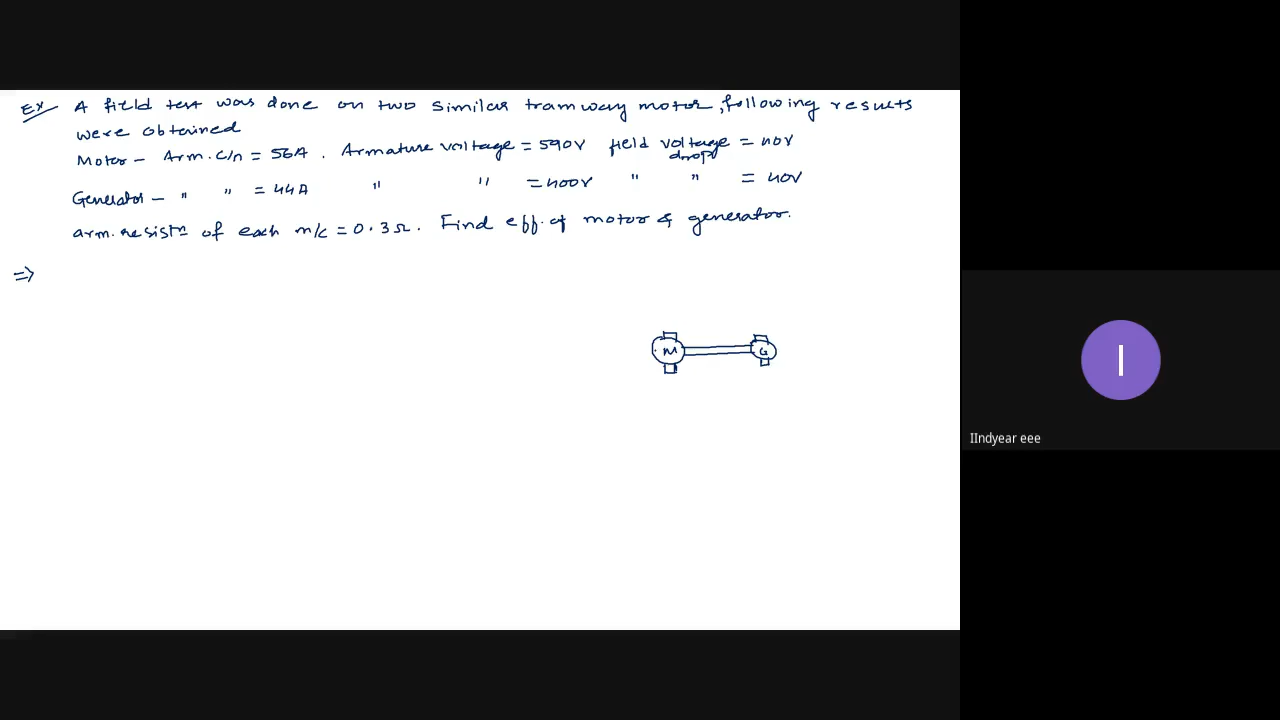 Ex A field test was done on two similar tramway motor, following results
were obtained
Motor - Arm. C/n = 56A. Armature voltage = 590V field voltage drop = 40V
Generator - " " = 44A " " = 400V " " = 40V
arm. resistn of each m/c = 0.3Ω. Find eff. of motor & generator.
⇒
M G
I
IIndyear eee